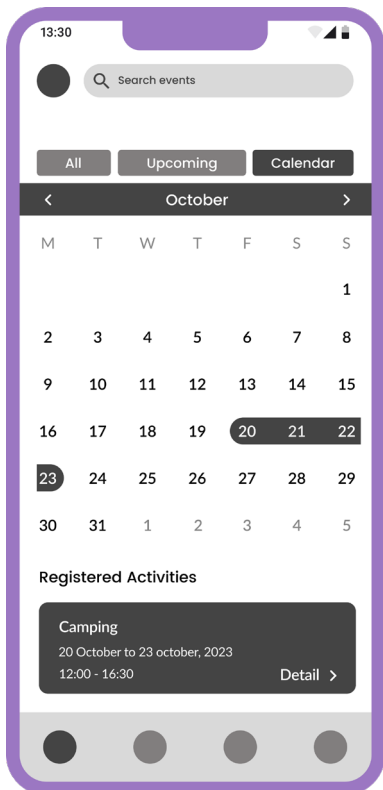 13:30
Search events
All Upcoming Calendar
October
M T W T F S S
1
2 3 4 5 6 7 8
9 10 11 12 13 14 15
16 17 18 19 20 21 22
23 24 25 26 27 28 29
30 31 1 2 3 4 5
Registered Activities
Camping
20 October to 23 october, 2023
12:00 - 16:30 Detail